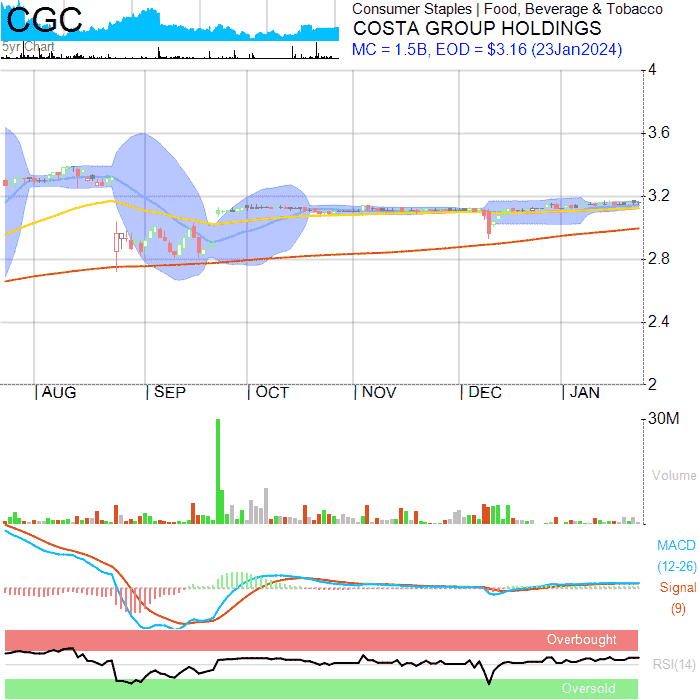 CGC
5yr Chart
Consumer Staples | Food, Beverage & Tobacco
COSTA GROUP HOLDINGS
MC = 1.5B, EOD = $3.16 (23Jan2024)
4
3.6
3.2
2.8
2.4
2
| AUG | SEP | OCT | NOV | DEC | JAN
30M
Volume
MACD
(12-26)
Signal
(9)
Overbought
RSI(14)
Oversold